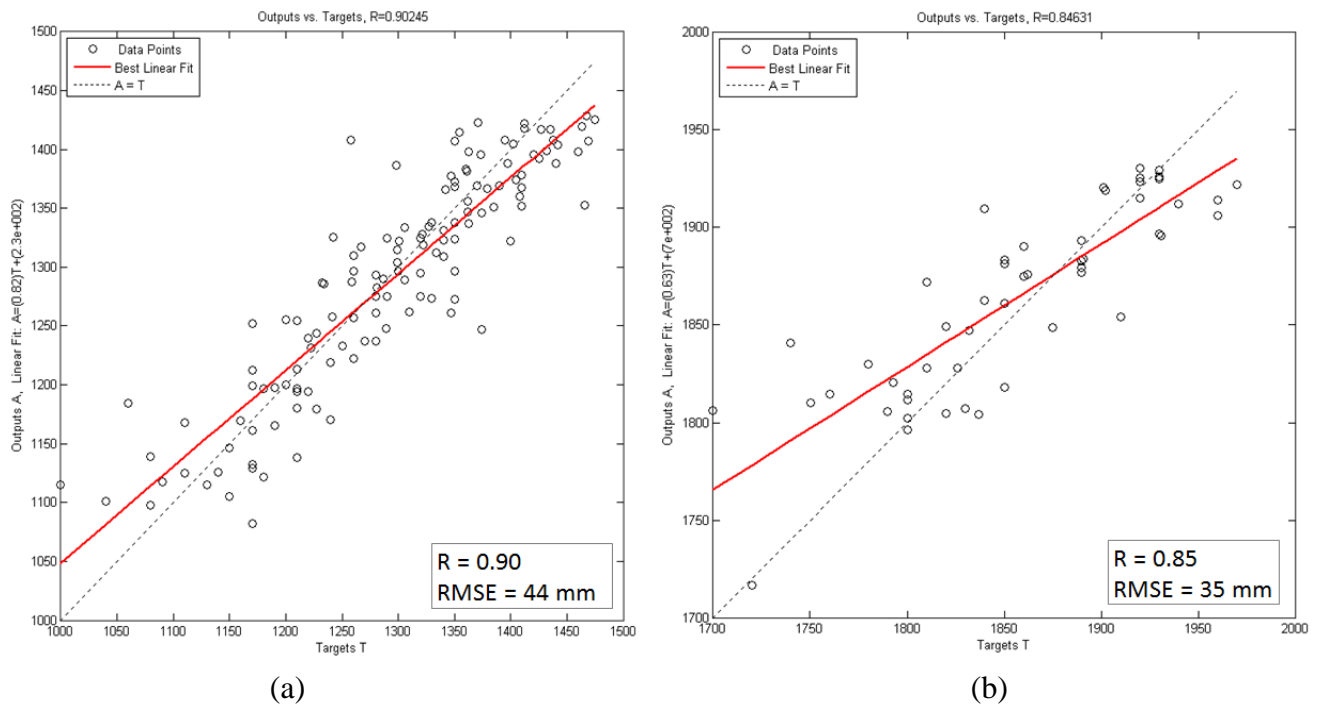 Outputs vs. Targets, R=0.90245
1500
1450
1400
1350
1300
1250
1200
1150
1100
1050
1000
Outputs A, Linear Fit: A=(0.82)T+(2.3e+002)
Data Points
Best Linear Fit
A = T
R = 0.90
RMSE = 44 mm
1000 1050 1100 1150 1200 1250 1300 1350 1400 1450 1500
Targets T
(a)
Outputs vs. Targets, R=0.84631
2000
1950
1900
1850
1800
1750
1700
Outputs A, Linear Fit: A=(0.63)T+(7e+002)
Data Points
Best Linear Fit
A = T
R = 0.85
RMSE = 35 mm
1700 1750 1800 1850 1900 1950 2000
Targets T
(b)